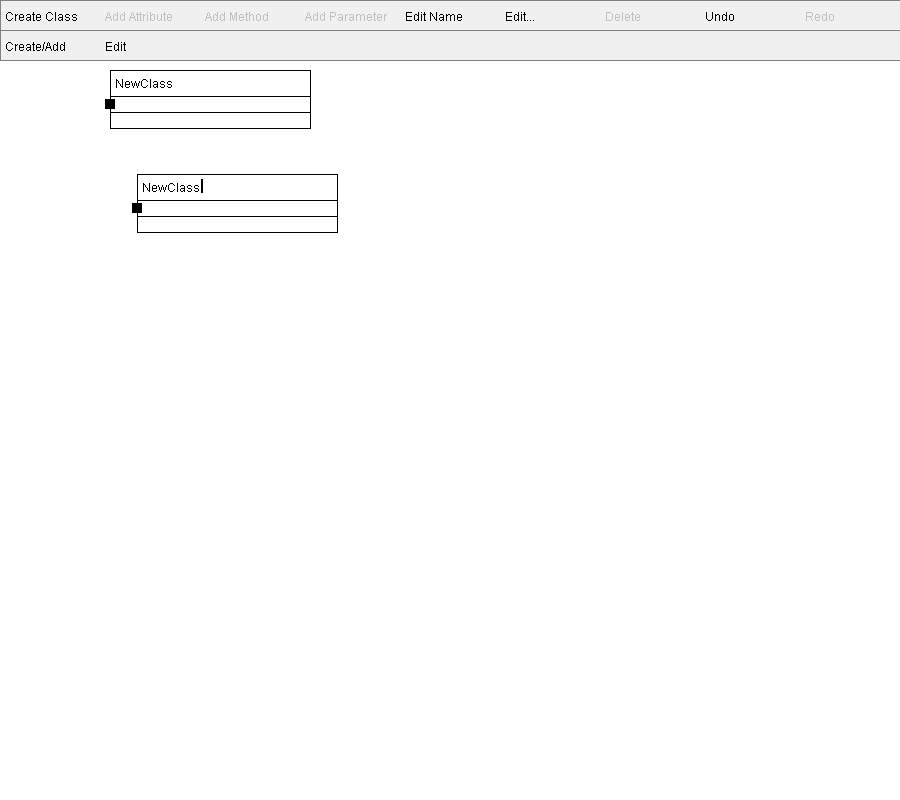 Create Class Add Attribute Add Method Add Parameter Edit Name Edit... Delete Undo Redo
Create/Add Edit
NewClass
NewClass